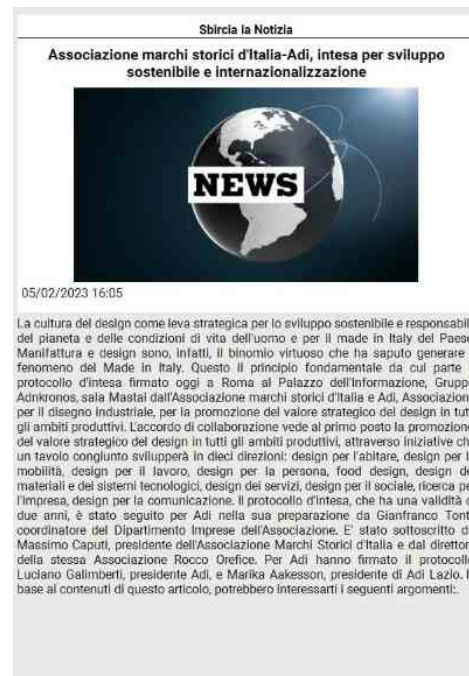 Sbircia la Notizia
Associazione marchi storici d'Italia-Adi, intesa per sviluppo
sostenibile e internazionalizzazione
NEWS
05/02/2023 16:05
La cultura del design come leva strategica per lo sviluppo sostenibile e responsabil
del pianeta e delle condizioni di vita dell'uomo e per il made in Italy del Paese
Manifattura e design sono, infatti, il binomio virtuoso che ha saputo generare
fenomeno del Made in Italy. Questo il principio fondamentale da cui parte
protocollo d'intesa firmato oggi a Roma al Palazzo dell'Informazione, Grupp
Adnkronos, sala Mastai dall'Associazione marchi storici d'Italia e Adi, Association
per il disegno industriale, per la promozione del valore strategico del design in tut
gli ambiti produttivi. L'accordo di collaborazione vede al primo posto la promozion
del valore strategico del design in tutti gli ambiti produttivi, attraverso iniziative ch
un tavolo congiunto svilupperà in dieci direzioni: design per l'abitare, design per l
mobilità, design per il lavoro, design per la persona, food design, design de
materiali e dei sistemi tecnologici, design dei servizi, design per il sociale, ricerca pe
l'impresa, design per la comunicazione. Il protocollo d'intesa, che ha una validità d
due anni, è stato seguito per Adi nella sua preparazione da Gianfranco Tont
coordinatore del Dipartimento Imprese dell'Associazione. E' stato sottoscritto d
Massimo Caputi, presidente dell'Associazione Marchi Storici d'Italia e dal direttor
della stessa Associazione Rocco Orefice. Per Adi hanno firmato il protocoll
Luciano Galimberti, presidente Adi, e Marika Aakesson, presidente di Adi Lazio. I
base ai contenuti di questo articolo, potrebbero interessarti i seguenti argomenti:.